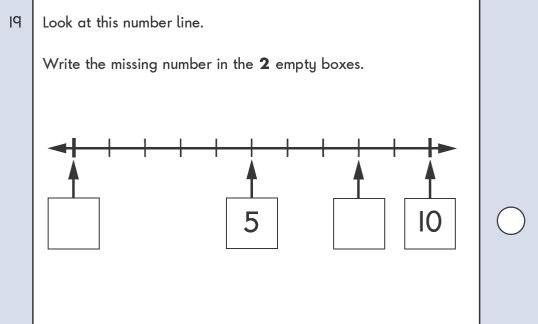 19 Look at this number line.
Write the missing number in the 2 empty boxes.
5 10